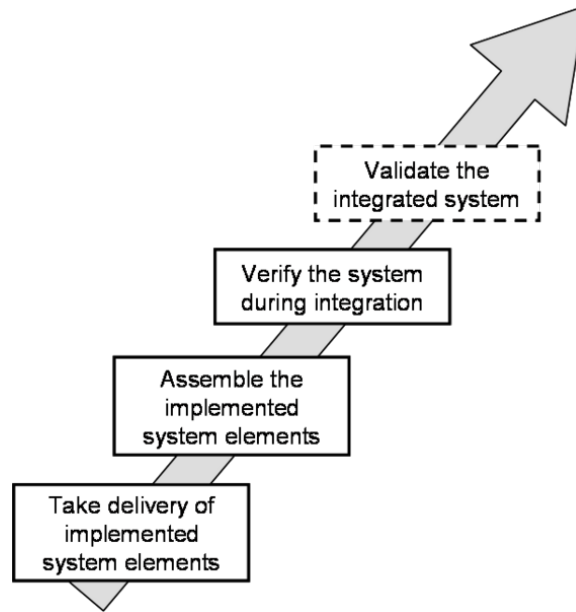 Validate the
integrated system
Verify the system
during integration
Assemble the
implemented
system elements
Take delivery of
implemented
system elements